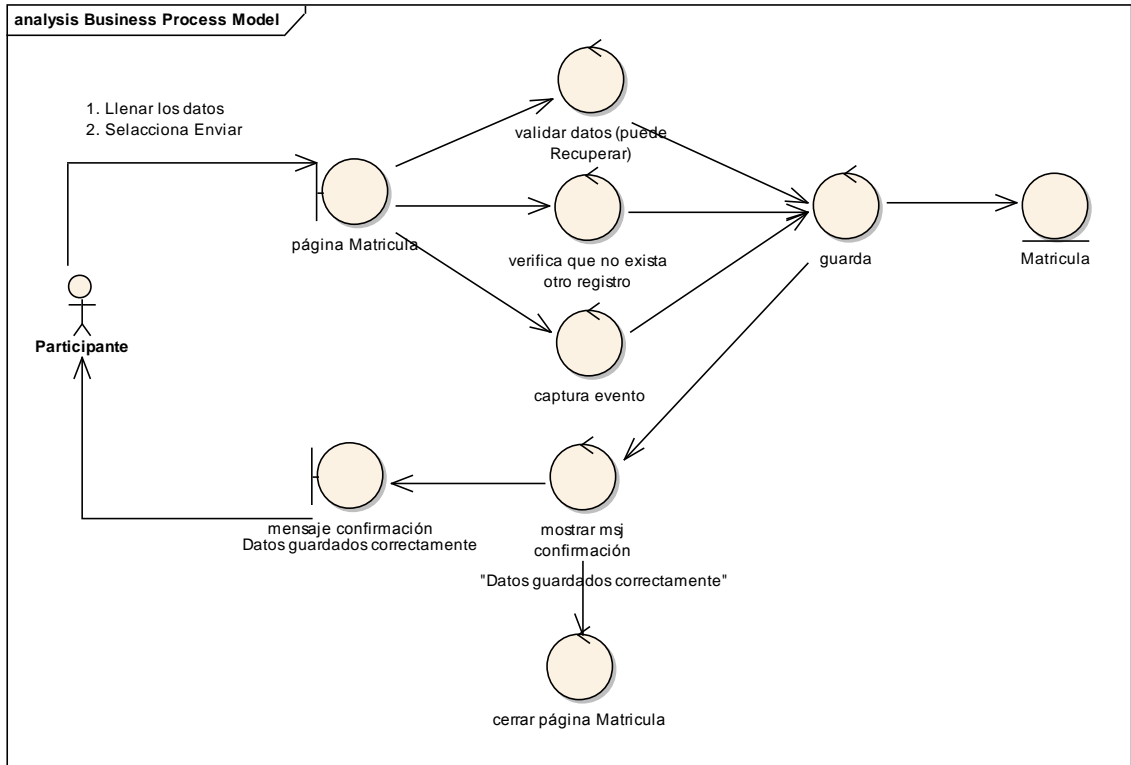 analysis Business Process Model
1. Llenar los datos
2. Selacciona Enviar
validar datos (puede
Recuperar)
página Matricula
verifica que no exista
otro registro
guarda
Matricula
Participante
captura evento
mensaje confirmación
Datos guardados correctamente
mostrar msj
confirmación
"Datos guardados correctamente"
cerrar página Matricula